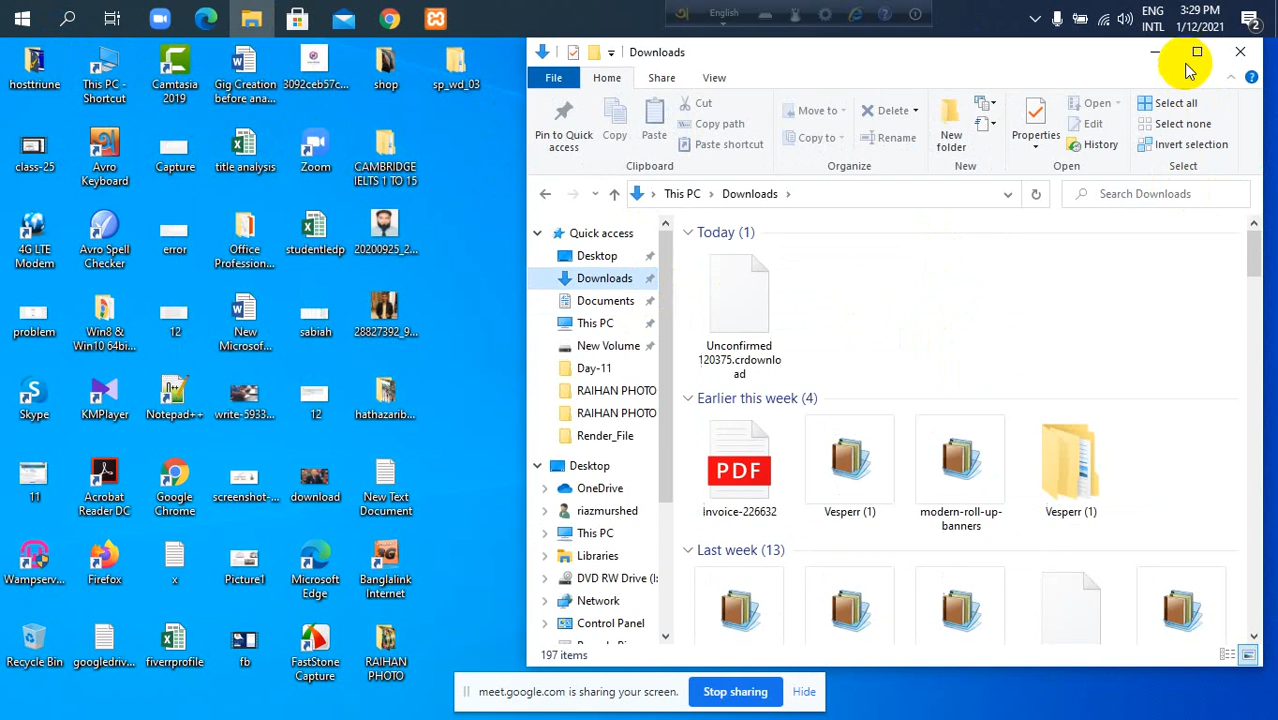 English
ENG
INTL
3:29 PM
1/12/2021
2
hosttriune
This PC -
Shortcut
Camtasia
2019
Gig Creation
before ana...
3092ceb57c...
shop
sp_wd_03
class-25
Avro
Keyboard
Capture
title analysis
Zoom
CAMBRIDGE
IELTS 1 TO 15
4G LTE
Modem
Avro Spell
Checker
error
Office
Profession...
studentledp
20200925_2...
problem
Win8 &
Win10 64bi...
12
New
Microsof...
sabiah
28827392_9...
Skype
KMPlayer
Notepad++
write-5933...
12
hathazarib...
11
Acrobat
Reader DC
Google
Chrome
screenshot-...
download
New Text
Document
Wampserv...
Firefox
x
Picture1
Microsoft
Edge
Banglalink
Internet
Recycle Bin
googledriv...
fiverrprofile
fb
FastStone
Capture
RAIHAN
PHOTO
Downloads
File Home Share View
Pin to Quick
access
Copy
Paste
Cut
Copy path
Paste shortcut
Clipboard
Move to
Copy to
Delete
Rename
Organize
New
folder
New
Properties
Open
Edit
History
Open
Select all
Select none
Invert selection
Select
This PC
Downloads
Search Downloads
Quick access
Desktop
Downloads
Documents
This PC
New Volume
Day-11
RAIHAN PHOTO
RAIHAN PHOTO
Render_File
Desktop
OneDrive
riazmurshed
This PC
Libraries
DVD RW Drive (I:
Network
Control Panel
Today (1)
Unconfirmed
120375.crdownlo
ad
Earlier this week (4)
PDF
invoice-226632
Vesperr (1)
modern-roll-up-
banners
Vesperr (1)
Last week (13)
197 items
meet.google.com is sharing your screen.
Stop sharing
Hide